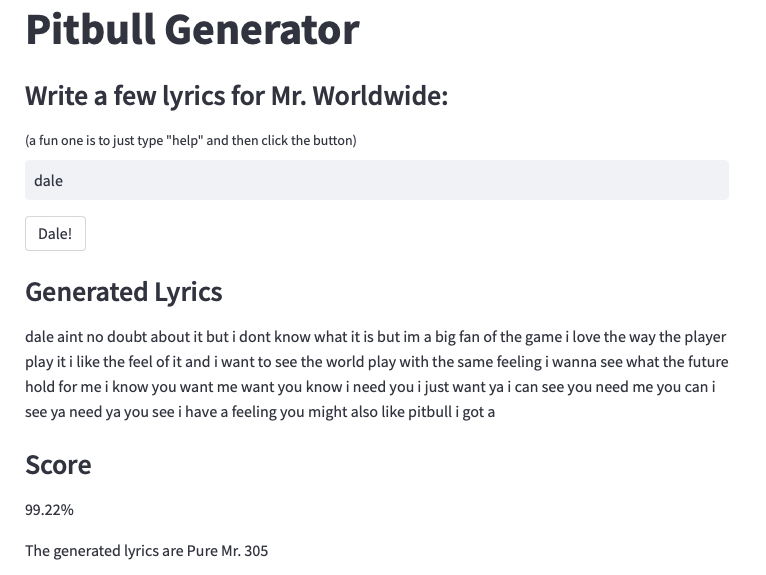 Pitbull Generator
Write a few lyrics for Mr. Worldwide:
(a fun one is to just type "help" and then click the button)
dale
Dale!
Generated Lyrics
dale aint no doubt about it but i dont know what it is but im a big fan of the game i love the way the player
play it i like the feel of it and i want to see the world play with the same feeling i wanna see what the future
hold for me i know you want me want you know i need you i just want ya i can see you need me you can i
see ya need ya you see i have a feeling you might also like pitbull i got a
Score
99.22%
The generated lyrics are Pure Mr. 305